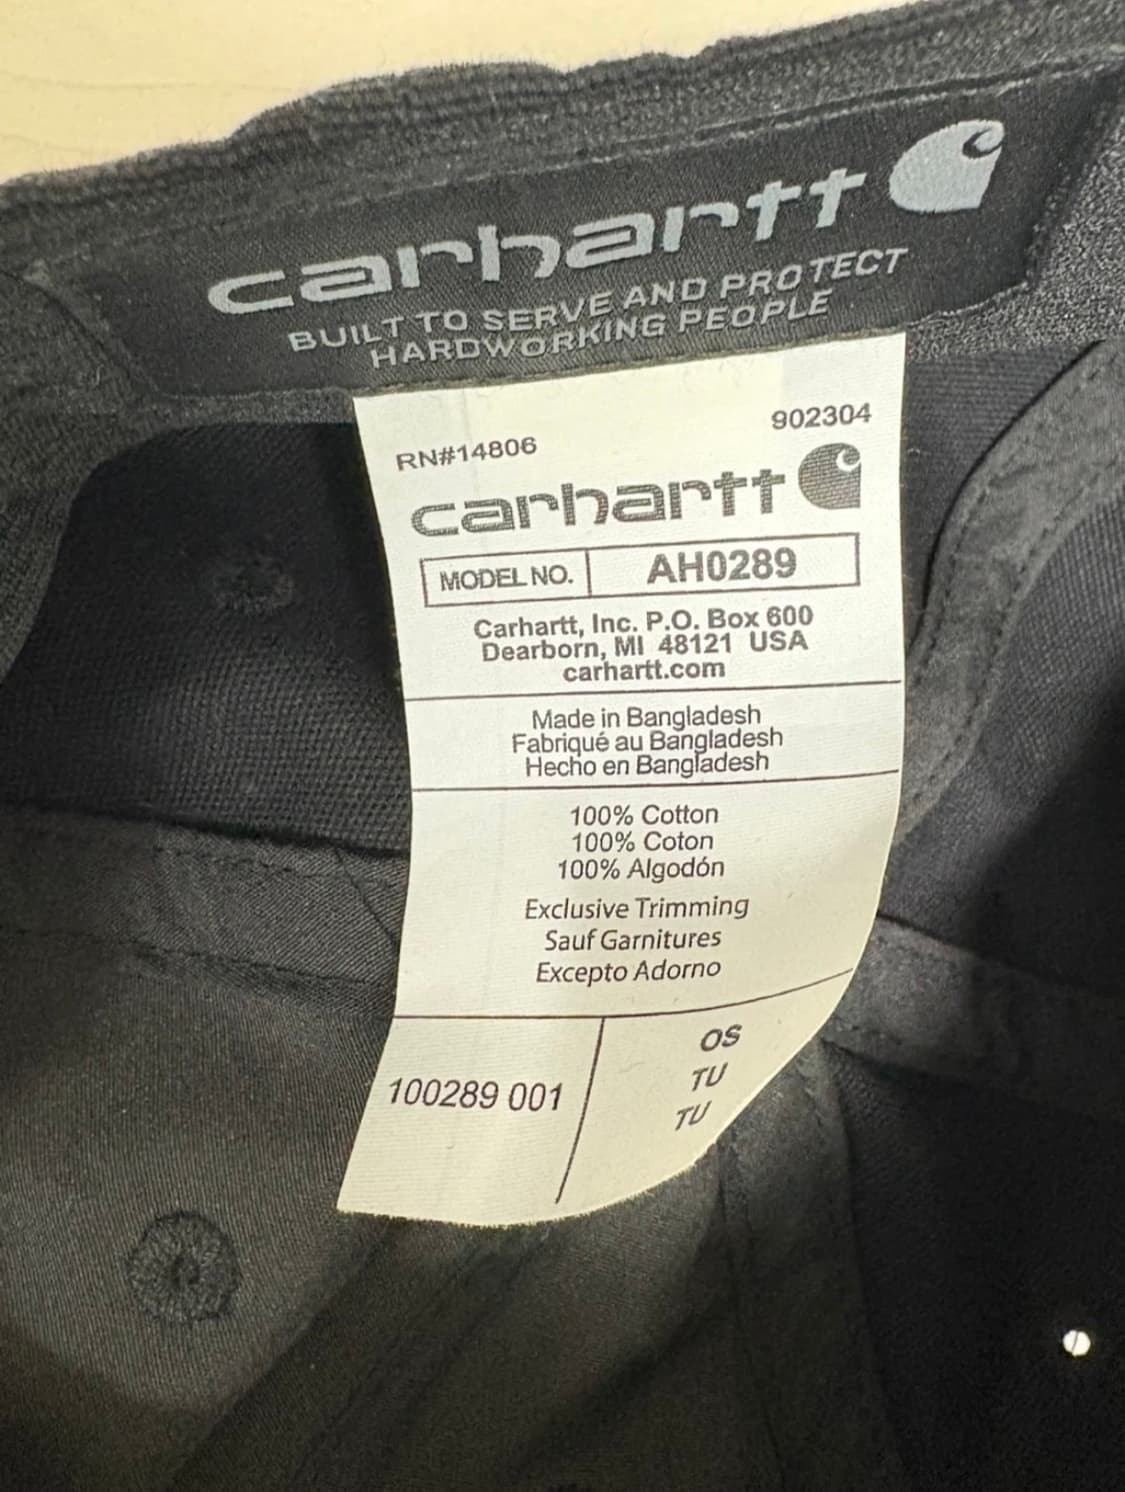 carhartt
BUILT TO SERVE AND PROTECT
HARDWORKING PEOPLE
RN#14806
902304
carhartt
MODEL NO.
AH0289
Carhartt, Inc. P.O. Box 600
Dearborn, MI 48121 USA
carhartt.com
Made in Bangladesh
Fabriqué au Bangladesh
Hecho en Bangladesh
100% Cotton
100% Coton
100% Algodón
Exclusive Trimming
Sauf Garnitures
Excepto Adorno
100289 001
OS
TU
TU